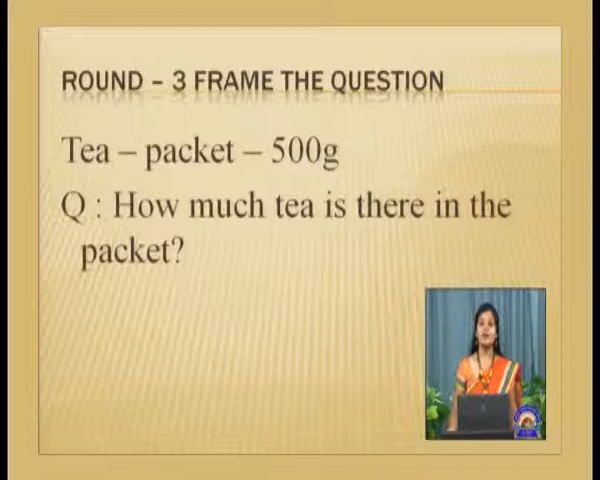 ROUND – 3 FRAME THE QUESTION
Tea – packet – 500g
Q : How much tea is there in the
packet?